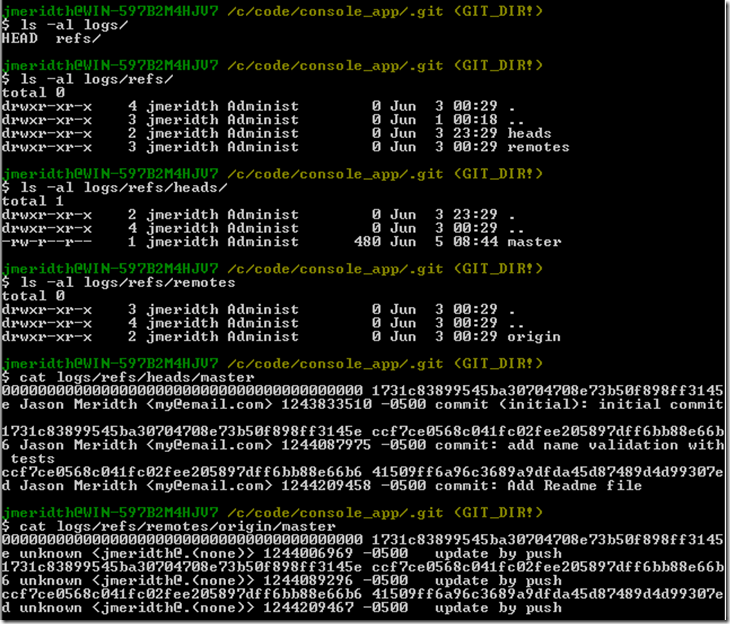 jmeridth@WIN-597B2M4HJV7 /c/code/console_app/.git (GIT_DIR!)
$ ls -al logs/
HEAD  refs/
jmeridth@WIN-597B2M4HJV7 /c/code/console_app/.git (GIT_DIR!)
$ ls -al logs/refs/
total 0
drwxr-xr-x    4 jmeridth Administ        0 Jun  3 00:29 .
drwxr-xr-x    3 jmeridth Administ        0 Jun  1 00:18 ..
drwxr-xr-x    2 jmeridth Administ        0 Jun  3 23:29 heads
drwxr-xr-x    3 jmeridth Administ        0 Jun  3 00:29 remotes
jmeridth@WIN-597B2M4HJV7 /c/code/console_app/.git (GIT_DIR!)
$ ls -al logs/refs/heads/
total 1
drwxr-xr-x    2 jmeridth Administ        0 Jun  3 23:29 .
drwxr-xr-x    4 jmeridth Administ        0 Jun  3 00:29 ..
-rw-r--r--    1 jmeridth Administ      480 Jun  5 08:44 master
jmeridth@WIN-597B2M4HJV7 /c/code/console_app/.git (GIT_DIR!)
$ ls -al logs/refs/remotes
total 0
drwxr-xr-x    3 jmeridth Administ        0 Jun  3 00:29 .
drwxr-xr-x    4 jmeridth Administ        0 Jun  3 00:29 ..
drwxr-xr-x    2 jmeridth Administ        0 Jun  3 00:29 origin
jmeridth@WIN-597B2M4HJV7 /c/code/console_app/.git (GIT_DIR!)
$ cat logs/refs/heads/master
0000000000000000000000000000000000000000 1731c83899545ba30704708e73b50f898ff3145
e Jason Meridth <my@email.com> 1243833510 -0500 commit (initial): initial commit
1731c83899545ba30704708e73b50f898ff3145e ccf7ce0568c041fc02fee205897dff6bb88e66b
6 Jason Meridth <my@email.com> 1244087975 -0500 commit: add name validation with
 tests
ccf7ce0568c041fc02fee205897dff6bb88e66b6 41509ff6a96c3689a9dfda45d87489d4d99307e
d Jason Meridth <my@email.com> 1244209458 -0500 commit: Add Readme file
jmeridth@WIN-597B2M4HJV7 /c/code/console_app/.git (GIT_DIR!)
$ cat logs/refs/remotes/origin/master
0000000000000000000000000000000000000000 1731c83899545ba30704708e73b50f898ff3145
e unknown <jmeridth@.(none)> 1244006969 -0500   update by push
1731c83899545ba30704708e73b50f898ff3145e ccf7ce0568c041fc02fee205897dff6bb88e66b
6 unknown <jmeridth@.(none)> 1244089296 -0500   update by push
ccf7ce0568c041fc02fee205897dff6bb88e66b6 41509ff6a96c3689a9dfda45d87489d4d99307e
d unknown <jmeridth@.(none)> 1244209467 -0500   update by push